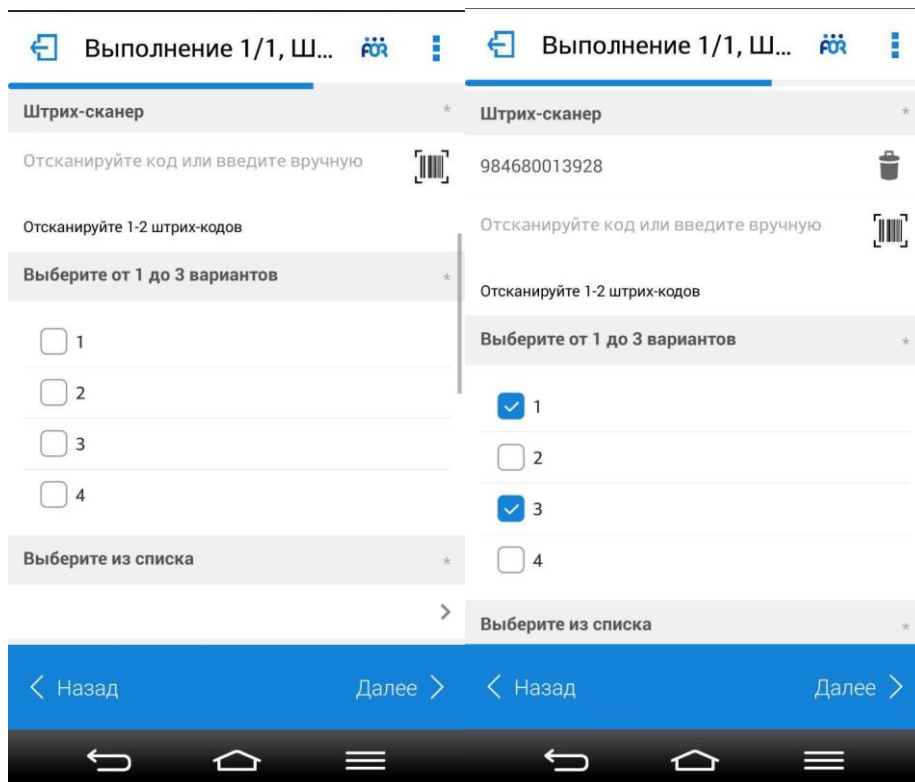 Выполнение 1/1, Ш... FOR
Штрих-сканер *
Отсканируйте код или введите вручную
Отсканируйте 1-2 штрих-кодов
Выберите от 1 до 3 вариантов *
1
2
3
4
Выберите из списка *
Назад Далее
Выполнение 1/1, Ш... FOR
Штрих-сканер *
984680013928
Отсканируйте код или введите вручную
Отсканируйте 1-2 штрих-кодов
Выберите от 1 до 3 вариантов *
1
2
3
4
Выберите из списка *
Назад Далее